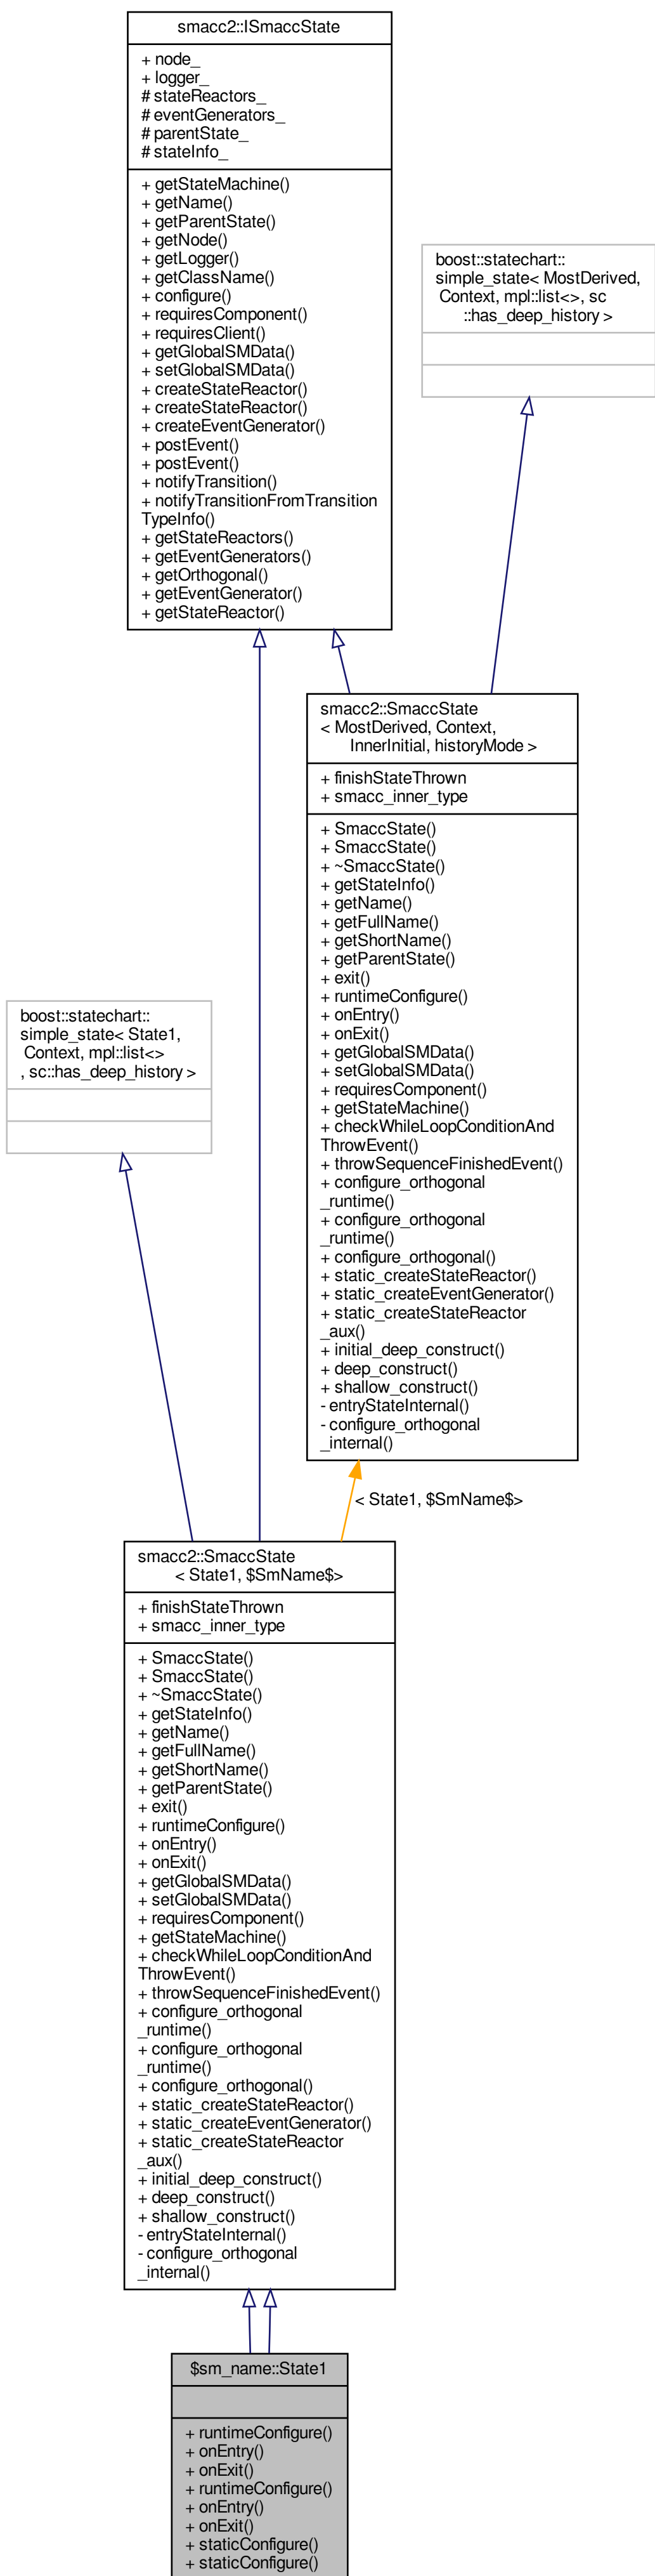 smacc2::ISmaccState
+ node_
+ logger_
# stateReactors_
# eventGenerators_
# parentState_
# stateInfo_
+ getStateMachine()
+ getName()
+ getParentState()
+ getNode()
+ getLogger()
+ getClassName()
+ configure()
+ requiresComponent()
+ requiresClient()
+ getGlobalSMData()
+ setGlobalSMData()
+ createStateReactor()
+ createStateReactor()
+ createEventGenerator()
+ postEvent()
+ postEvent()
+ notifyTransition()
+ notifyTransitionFromTransition
TypeInfo()
+ getStateReactors()
+ getEventGenerators()
+ getOrthogonal()
+ getEventGenerator()
+ getStateReactor()
boost::statechart::
simple_state< MostDerived,
Context, mpl::list<>, sc
::has_deep_history >
smacc2::SmaccState
< MostDerived, Context,
InnerInitial, historyMode >
+ finishStateThrown
+ smacc_inner_type
+ SmaccState()
+ SmaccState()
+ ~SmaccState()
+ getStateInfo()
+ getName()
+ getFullName()
+ getShortName()
+ getParentState()
+ exit()
+ runtimeConfigure()
+ onEntry()
+ onExit()
+ getGlobalSMData()
+ setGlobalSMData()
+ requiresComponent()
+ getStateMachine()
+ checkWhileLoopConditionAnd
ThrowEvent()
+ throwSequenceFinishedEvent()
+ configure_orthogonal
_runtime()
+ configure_orthogonal
_runtime()
+ configure_orthogonal()
+ static_createStateReactor()
+ static_createEventGenerator()
+ static_createStateReactor
_aux()
+ initial_deep_construct()
+ deep_construct()
+ shallow_construct()
- entryStateInternal()
- configure_orthogonal
_internal()
boost::statechart::
simple_state< State1,
Context, mpl::list<>
, sc::has_deep_history >
< State1, $SmName$>
smacc2::SmaccState
< State1, $SmName$>
+ finishStateThrown
+ smacc_inner_type
+ SmaccState()
+ SmaccState()
+ ~SmaccState()
+ getStateInfo()
+ getName()
+ getFullName()
+ getShortName()
+ getParentState()
+ exit()
+ runtimeConfigure()
+ onEntry()
+ onExit()
+ getGlobalSMData()
+ setGlobalSMData()
+ requiresComponent()
+ getStateMachine()
+ checkWhileLoopConditionAnd
ThrowEvent()
+ throwSequenceFinishedEvent()
+ configure_orthogonal
_runtime()
+ configure_orthogonal
_runtime()
+ configure_orthogonal()
+ static_createStateReactor()
+ static_createEventGenerator()
+ static_createStateReactor
_aux()
+ initial_deep_construct()
+ deep_construct()
+ shallow_construct()
- entryStateInternal()
- configure_orthogonal
_internal()
$sm_name::State1
+ runtimeConfigure()
+ onEntry()
+ onExit()
+ runtimeConfigure()
+ onEntry()
+ onExit()
+ staticConfigure()
+ staticConfigure()